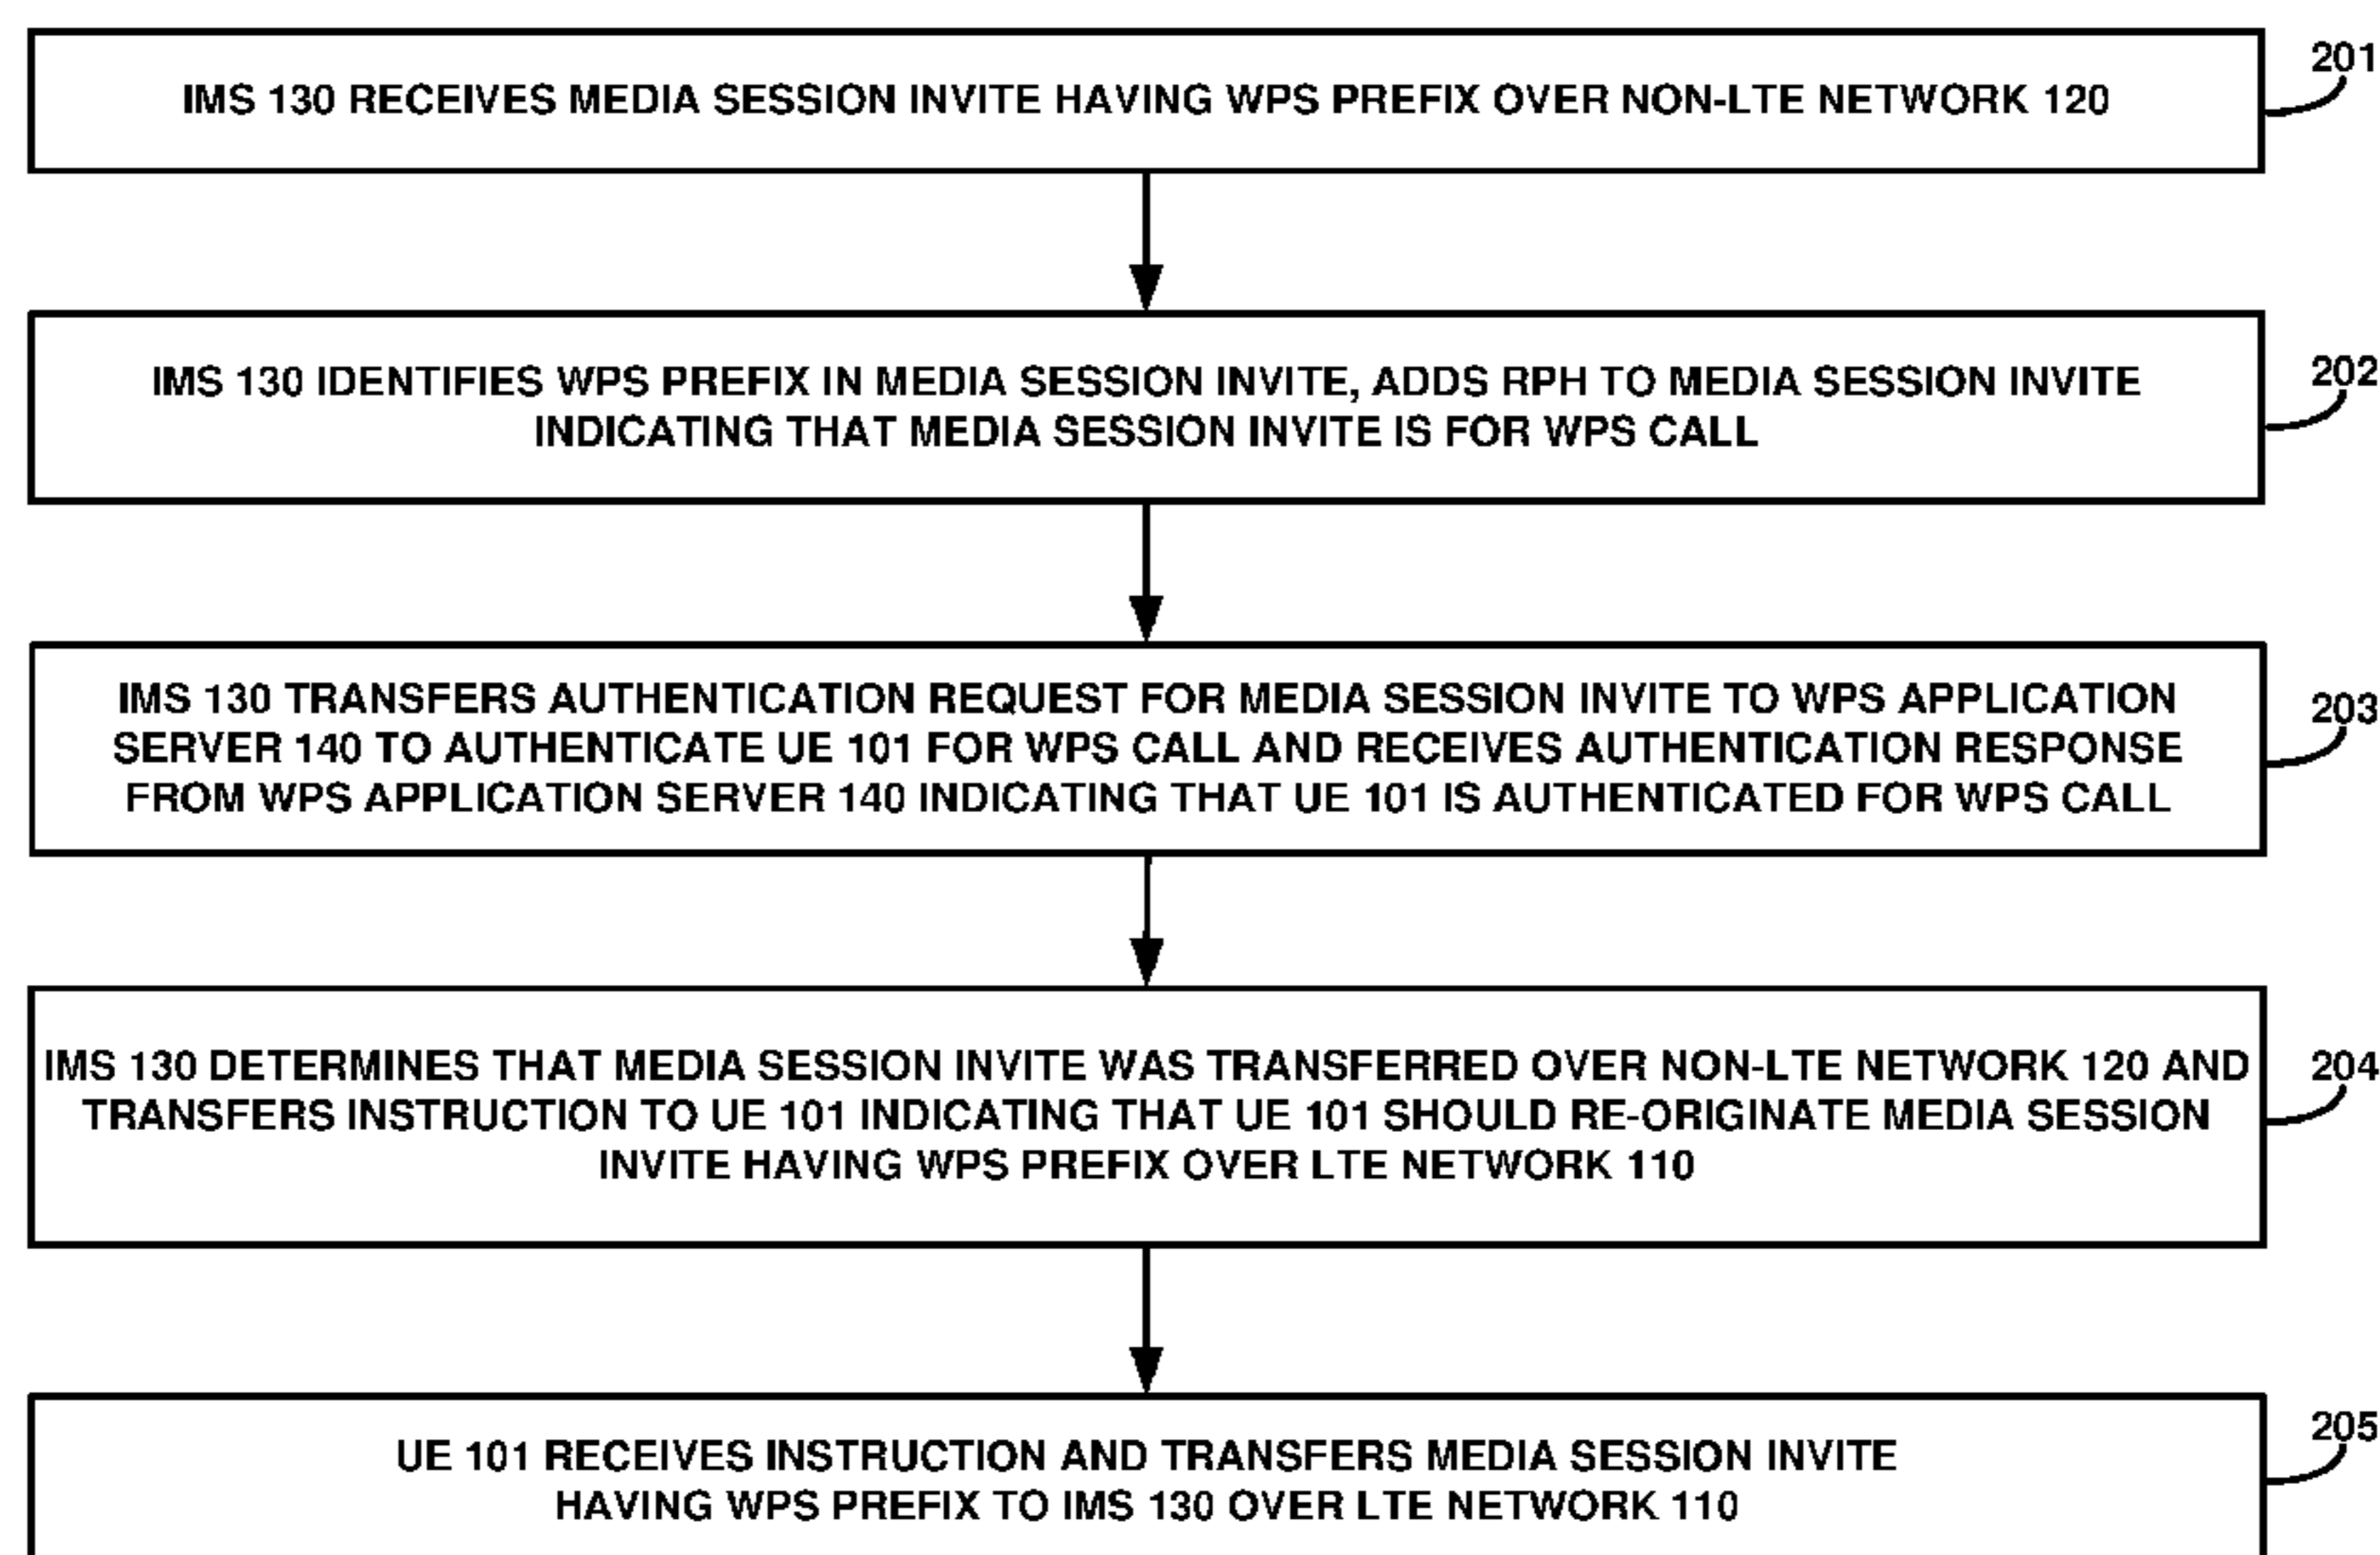 IMS 130 RECEIVES MEDIA SESSION INVITE HAVING WPS PREFIX OVER NON-LTE NETWORK 120
201
IMS 130 IDENTIFIES WPS PREFIX IN MEDIA SESSION INVITE, ADDS RPH TO MEDIA SESSION INVITE
INDICATING THAT MEDIA SESSION INVITE IS FOR WPS CALL
202
IMS 130 TRANSFERS AUTHENTICATION REQUEST FOR MEDIA SESSION INVITE TO WPS APPLICATION
SERVER 140 TO AUTHENTICATE UE 101 FOR WPS CALL AND RECEIVES AUTHENTICATION RESPONSE
FROM WPS APPLICATION SERVER 140 INDICATING THAT UE 101 IS AUTHENTICATED FOR WPS CALL
203
IMS 130 DETERMINES THAT MEDIA SESSION INVITE WAS TRANSFERRED OVER NON-LTE NETWORK 120 AND
TRANSFERS INSTRUCTION TO UE 101 INDICATING THAT UE 101 SHOULD RE-ORIGINATE MEDIA SESSION
INVITE HAVING WPS PREFIX OVER LTE NETWORK 110
204
UE 101 RECEIVES INSTRUCTION AND TRANSFERS MEDIA SESSION INVITE
HAVING WPS PREFIX TO IMS 130 OVER LTE NETWORK 110
205